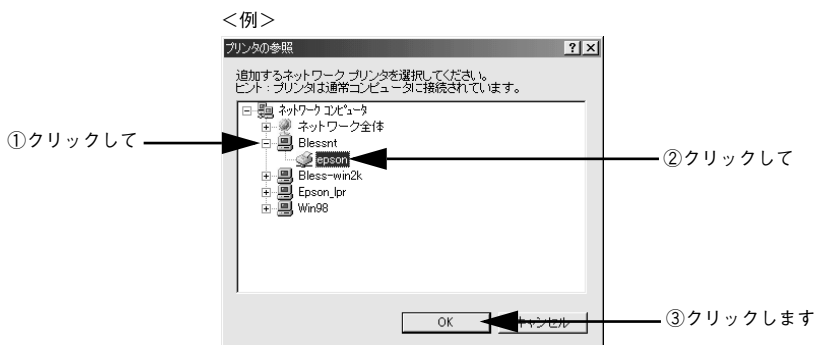 <例>
プリンタの参照
追加するネットワーク プリンタを選択してください。
ヒント : プリンタは通常コンピュータに接続されています。
ネットワーク コンピュータ
ネットワーク全体
①クリックして
Blessnt
epson
②クリックして
Bless-win2k
Epson_lpr
Win98
OK
キャンセル
③クリックします